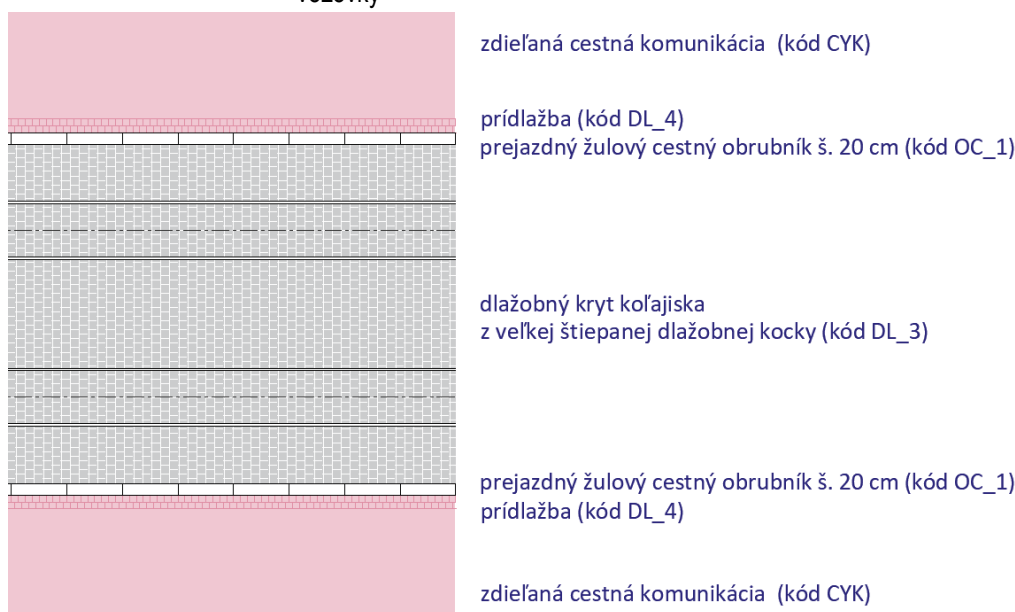 zdieľaná cestná komunikácia  (kód CYK)
prídlažba (kód DL_4)
prejazdný žulový cestný obrubník š. 20 cm (kód OC_1)
dlažobný kryt koľajiska
z veľkej štiepanej dlažobnej kocky (kód DL_3)
prejazdný žulový cestný obrubník š. 20 cm (kód OC_1)
prídlažba (kód DL_4)
zdieľaná cestná komunikácia  (kód CYK)